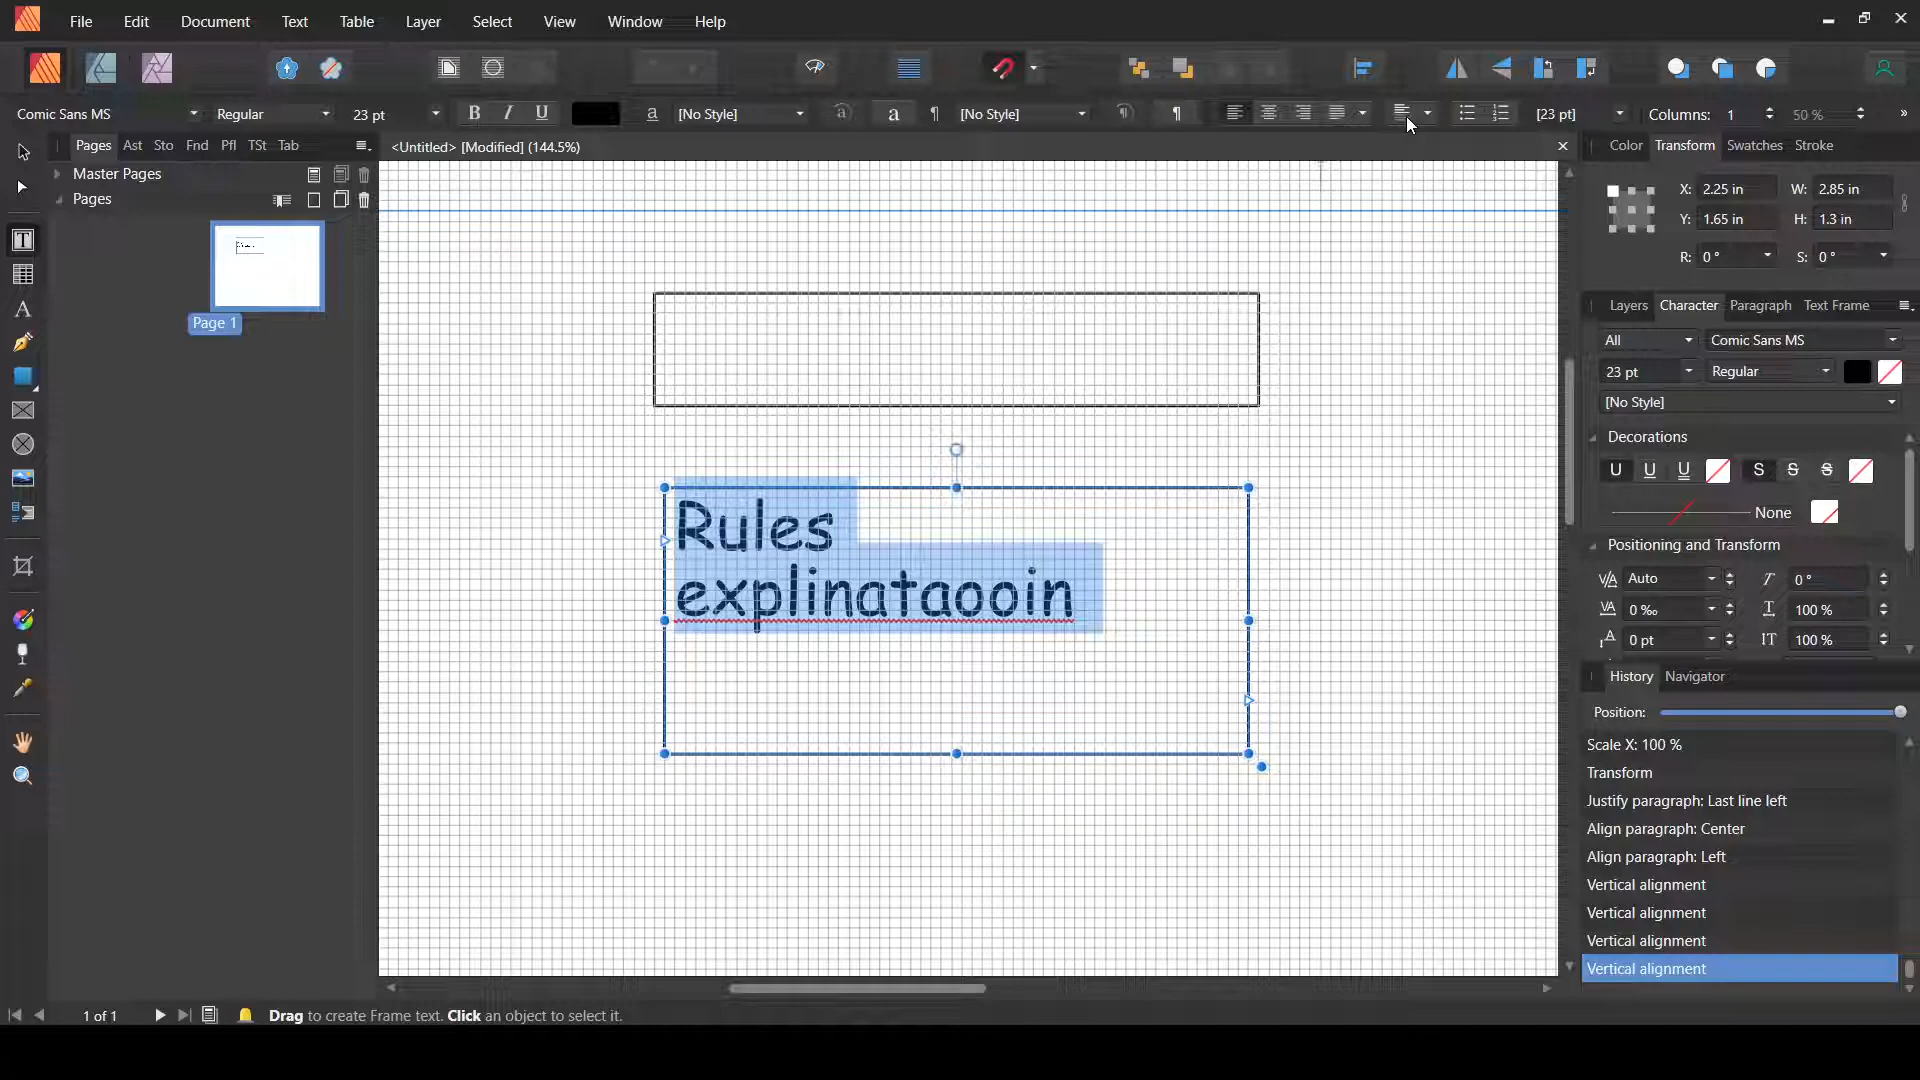 File Edit Document Text Table Layer Select View Window Help
Comic Sans MS Regular 23 pt B I U a [No Style] a a ¶ [No Style] ¶ ¶ [23 pt] Columns: 1 50 % »
Pages Ast Sto Fnd Pfl TSt Tab
<Untitled> [Modified] (144.5%)
Color Transform Swatches Stroke
Master Pages
Pages
Page 1
X: 2.25 in W: 2.85 in
Y: 1.65 in H: 1.3 in
R: 0 ° S: 0 °
Layers Character Paragraph Text Frame
All Comic Sans MS
23 pt Regular
[No Style]
Decorations
U U U S S S
None
Positioning and Transform
VA Auto T 0 °
VA 0 ‰ T 100 %
A 0 pt IT 100 %
Rules
explinataooin
History Navigator
Position:
Scale X: 100 %
Transform
Justify paragraph: Last line left
Align paragraph: Center
Align paragraph: Left
Vertical alignment
Vertical alignment
Vertical alignment
Vertical alignment
1 of 1 Drag to create Frame text. Click an object to select it.